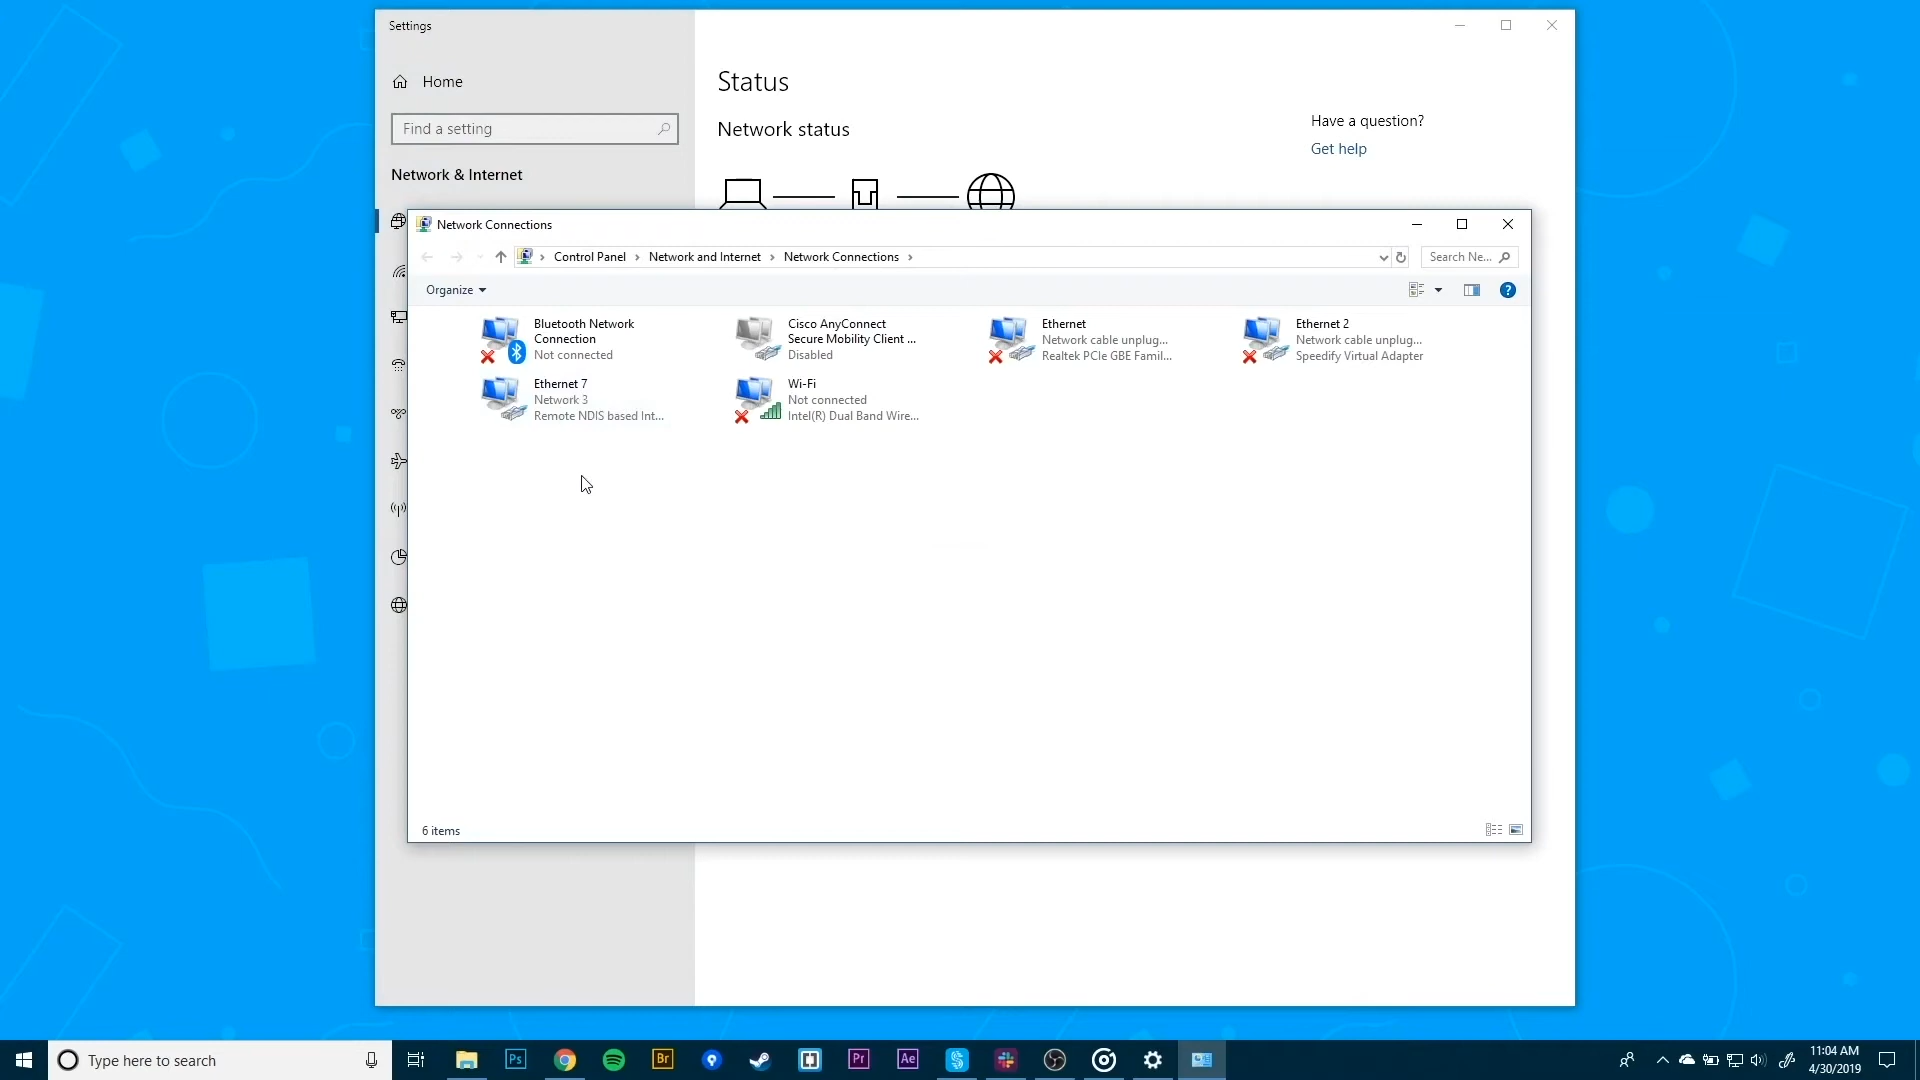 Settings
Home
Find a setting
Network & Internet
Status
Network status
Have a question?
Get help
Network Connections
Control Panel › Network and Internet › Network Connections ›
Search Ne...
Organize
Bluetooth Network
Connection
Not connected
Cisco AnyConnect
Secure Mobility Client ...
Disabled
Ethernet
Network cable unplug...
Realtek PCIe GBE Famil...
Ethernet 2
Network cable unplug...
Speedify Virtual Adapter
Ethernet 7
Network 3
Remote NDIS based Int...
Wi-Fi
Not connected
Intel(R) Dual Band Wire...
6 items
Type here to search
Ps
Br
Pr
Ae
11:04 AM
4/30/2019